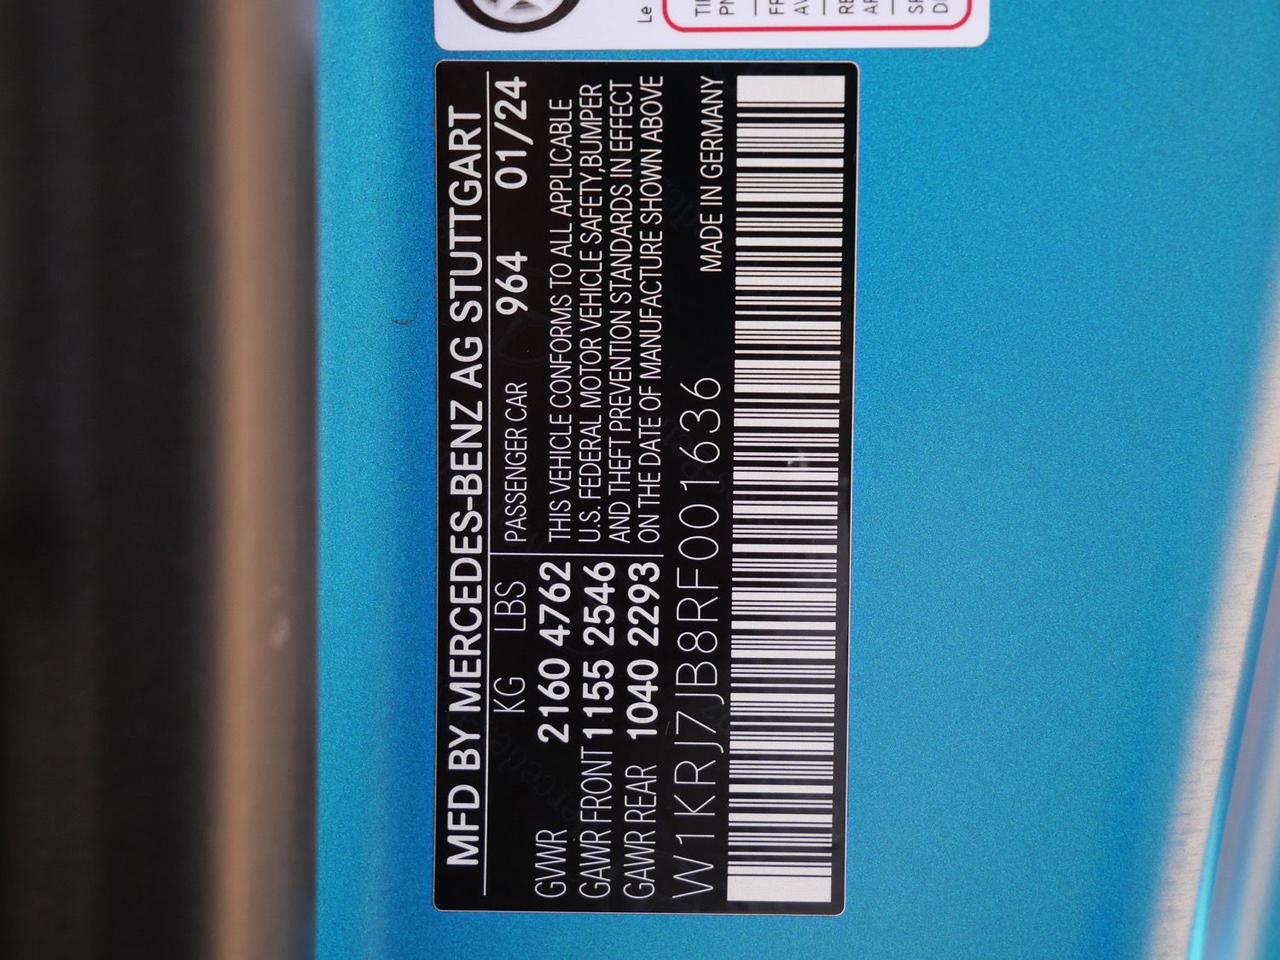 MFD BY MERCEDES-BENZ AG STUTTGART
KG LBS
GVWR 2160 4762
GAWR FRONT 1155 2546
GAWR REAR 1040 2293
PASSENGER CAR 964 01/24
THIS VEHICLE CONFORMS TO ALL APPLICABLE
U.S. FEDERAL MOTOR VEHICLE SAFETY,BUMPER
AND THEFT PREVENTION STANDARDS IN EFFECT
ON THE DATE OF MANUFACTURE SHOWN ABOVE
W1KRJ7JB8RF001636
MADE IN GERMANY
Le